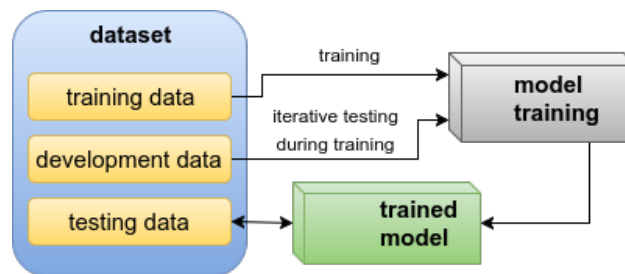 dataset
training data
development data
testing data
training
iterative testing
during training
model
training
trained
model